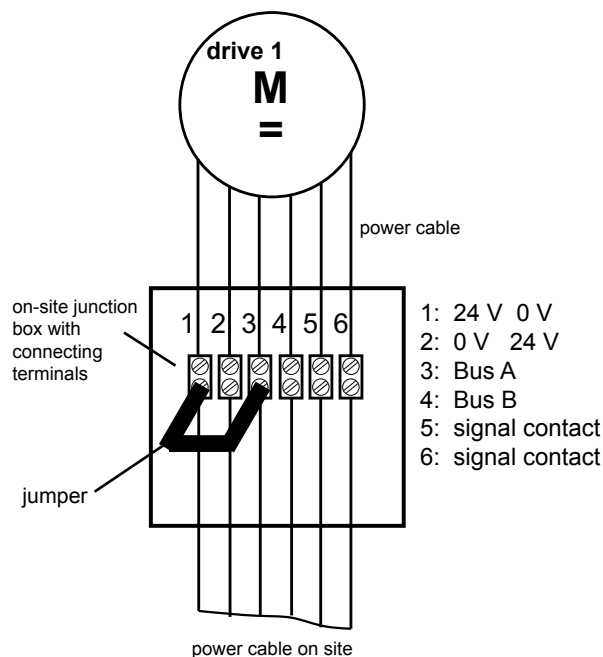 drive 1
M
=
power cable
on-site junction
box with
connecting
terminals
1 2 3 4 5 6
1: 24 V 0 V
2: 0 V 24 V
3: Bus A
4: Bus B
5: signal contact
6: signal contact
jumper
power cable on site